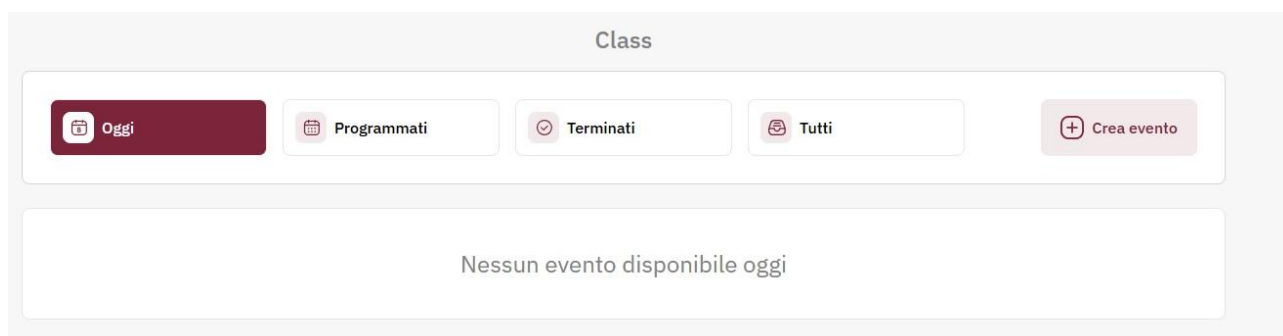 Class
Oggi Programmati Terminati Tutti Crea evento
Nessun evento disponibile oggi